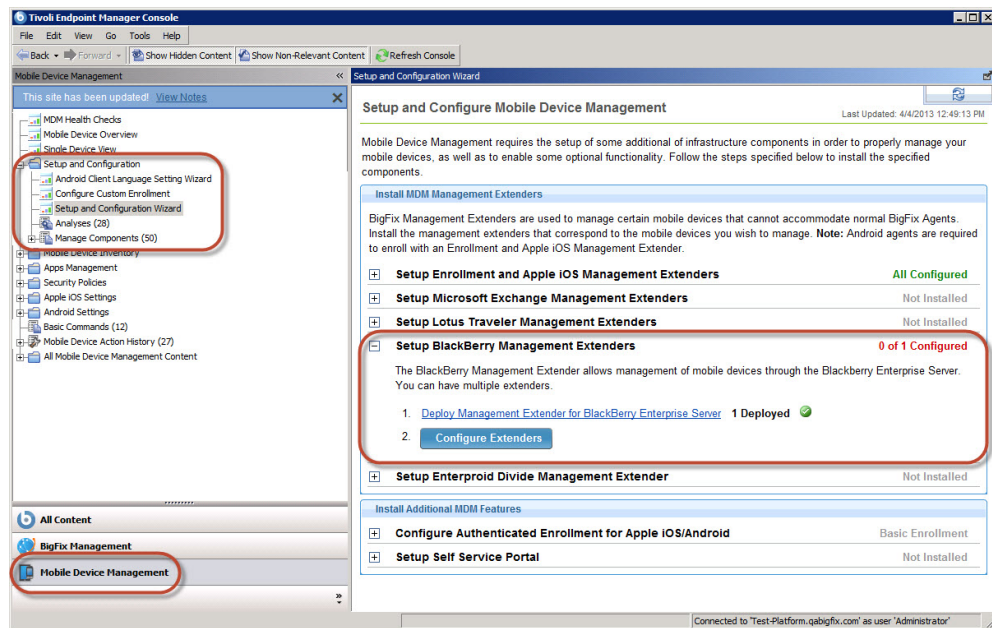 Tivoli Endpoint Manager Console
File Edit View Go Tools Help
Back Forward Show Hidden Content Show Non-Relevant Content Refresh Console
Mobile Device Management «
This site has been updated! View Notes X
MDM Health Checks
Mobile Device Overview
Single Device View
Setup and Configuration
Android Client Language Setting Wizard
Configure Custom Enrollment
Setup and Configuration Wizard
Analyses (28)
Manage Components (50)
Mobile Device Inventory
Apps Management
Security Policies
Apple iOS Settings
Android Settings
Basic Commands (12)
Mobile Device Action History (27)
All Mobile Device Management Content
All Content
BigFix Management
Mobile Device Management
»
Setup and Configuration Wizard
Setup and Configure Mobile Device Management
Last Updated: 4/4/2013 12:49:13 PM
Mobile Device Management requires the setup of some additional of infrastructure components in order to properly manage your
mobile devices, as well as to enable some optional functionality. Follow the steps specified below to install the specified
components.
Install MDM Management Extenders
BigFix Management Extenders are used to manage certain mobile devices that cannot accommodate normal BigFix Agents.
Install the management extenders that correspond to the mobile devices you wish to manage. Note: Android agents are required
to enroll with an Enrollment and Apple iOS Management Extender.
Setup Enrollment and Apple iOS Management Extenders All Configured
Setup Microsoft Exchange Management Extenders Not Installed
Setup Lotus Traveler Management Extenders Not Installed
Setup BlackBerry Management Extenders 0 of 1 Configured
The BlackBerry Management Extender allows management of mobile devices through the Blackberry Enterprise Server.
You can have multiple extenders.
1. Deploy Management Extender for BlackBerry Enterprise Server 1 Deployed
2. Configure Extenders
Setup Enterproid Divide Management Extender Not Installed
Install Additional MDM Features
Configure Authenticated Enrollment for Apple iOS/Android Basic Enrollment
Setup Self Service Portal Not Installed
Connected to 'Test-Platform.qabigfix.com' as user 'Administrator'